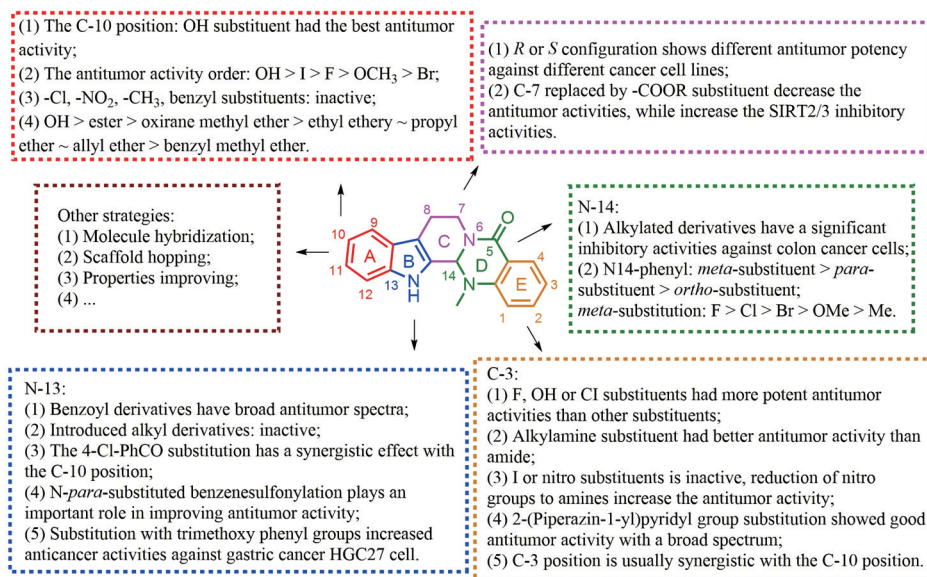 (1) The C-10 position: OH substituent had the best antitumor
activity;
(2) The antitumor activity order: OH > I > F > OCH3 > Br;
(3) -Cl, -NO2, -CH3, benzyl substituents: inactive;
(4) OH > ester > oxirane methyl ether > ethyl ethery ~ propyl
ether ~ allyl ether > benzyl methyl ether.
(1) R or S configuration shows different antitumor potency
against different cancer cell lines;
(2) C-7 replaced by -COOR substituent decrease the
antitumor activities, while increase the SIRT2/3 inhibitory
activities.
Other strategies:
(1) Molecule hybridization;
(2) Scaffold hopping;
(3) Properties improving;
(4) ...
8
7
O
9
6
10
N
5
C
A
B
4
11
14
D
N
E
3
12
13
N
H
1
2
N-14:
(1) Alkylated derivatives have a significant
inhibitory activities against colon cancer cells;
(2) N14-phenyl: meta-substituent > para-
substituent > ortho-substituent;
meta-substitution: F > Cl > Br > OMe > Me.
N-13:
(1) Benzoyl derivatives have broad antitumor spectra;
(2) Introduced alkyl derivatives: inactive;
(3) The 4-Cl-PhCO substitution has a synergistic effect with
the C-10 position;
(4) N-para-substituted benzenesulfonylation plays an
important role in improving antitumor activity;
(5) Substitution with trimethoxy phenyl groups increased
anticancer activities against gastric cancer HGC27 cell.
C-3:
(1) F, OH or CI substituents had more potent antitumor
activities than other substituents;
(2) Alkylamine substituent had better antitumor activity than
amide;
(3) I or nitro substituents is inactive, reduction of nitro
groups to amines increase the antitumor activity;
(4) 2-(Piperazin-1-yl)pyridyl group substitution showed good
antitumor activity with a broad spectrum;
(5) C-3 position is usually synergistic with the C-10 position.